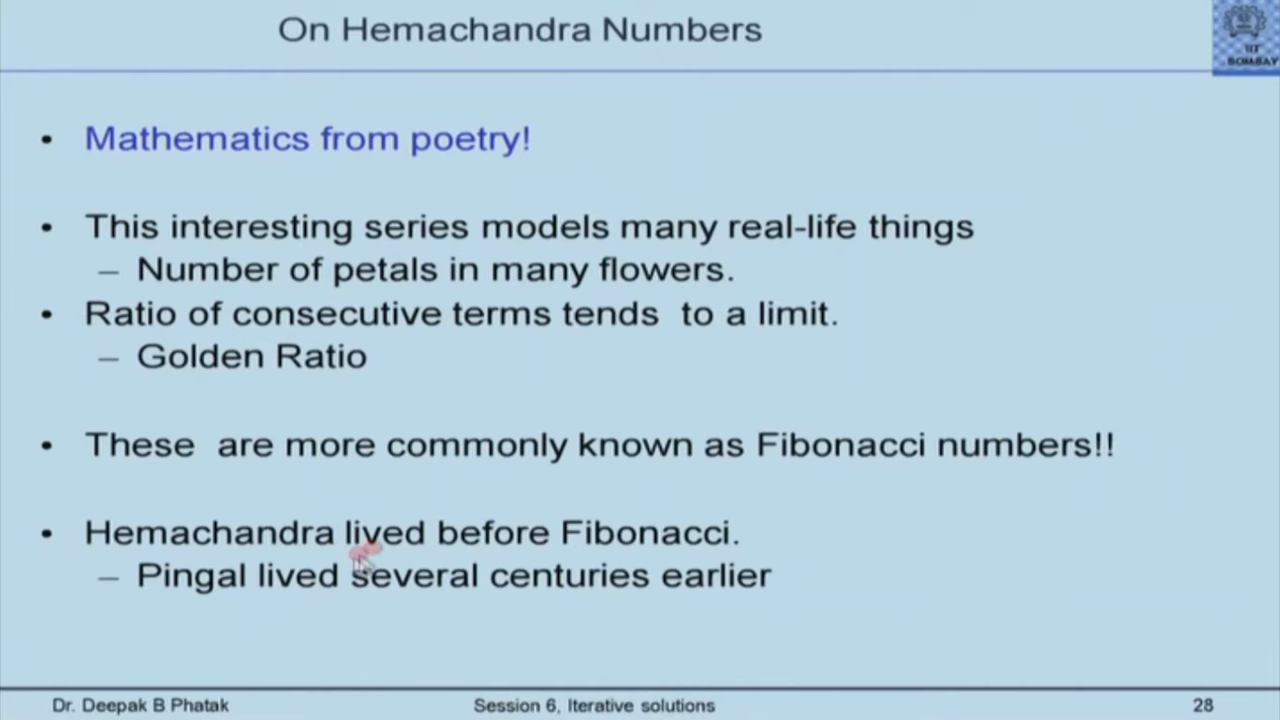 On Hemachandra Numbers
IIT
BOMBAY
• Mathematics from poetry!
• This interesting series models many real-life things
– Number of petals in many flowers.
• Ratio of consecutive terms tends to a limit.
– Golden Ratio
• These are more commonly known as Fibonacci numbers!!
• Hemachandra lived before Fibonacci.
– Pingal lived several centuries earlier
Dr. Deepak B Phatak Session 6, Iterative solutions 28